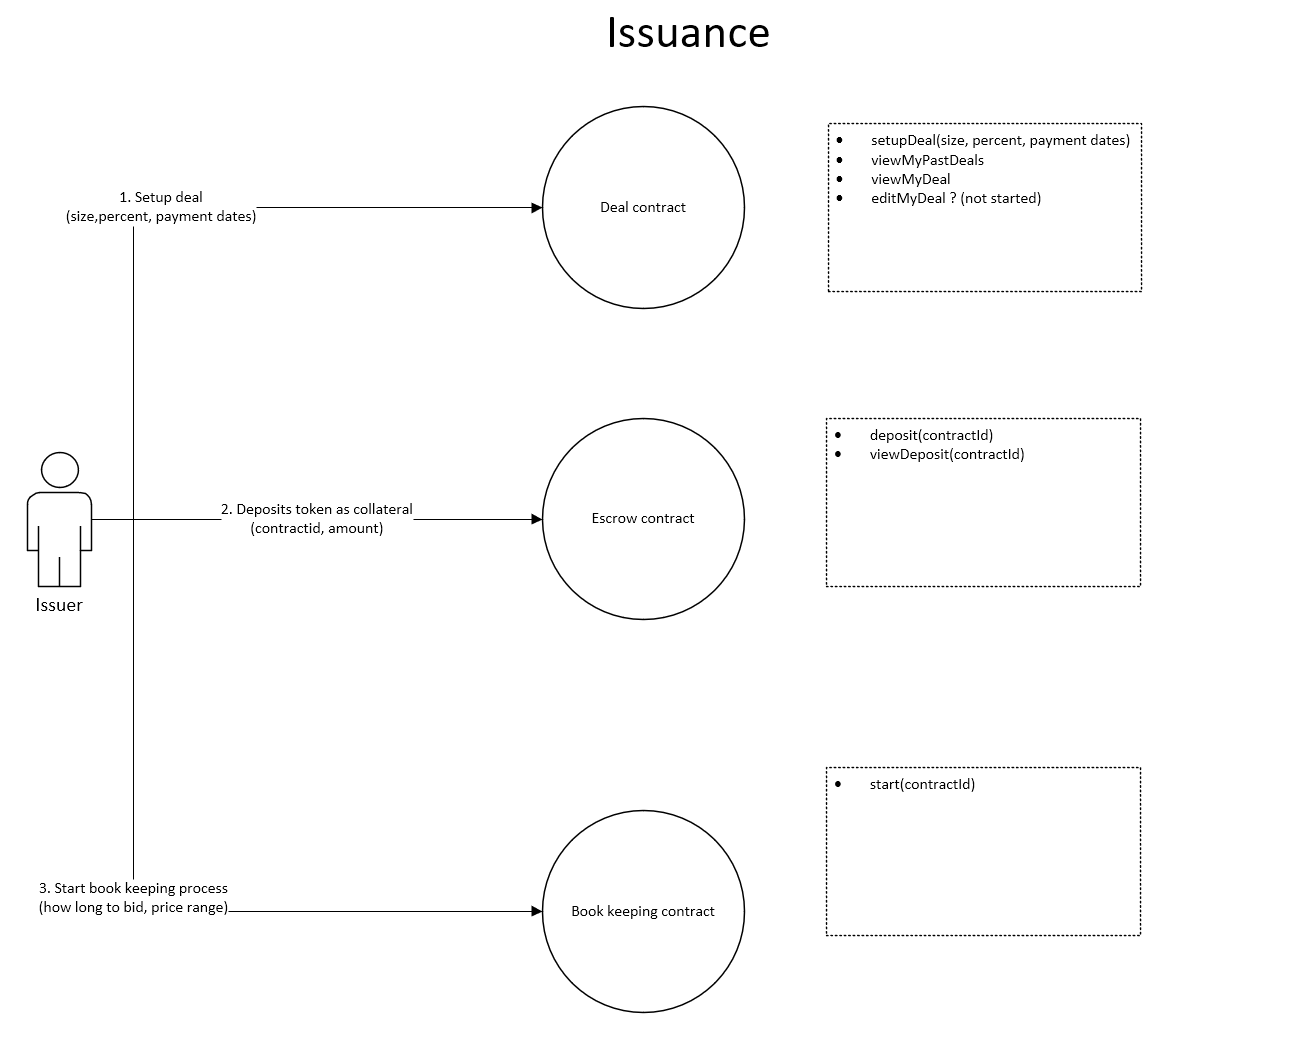 Issuance
1. Setup deal
(size,percent, payment dates)
Deal contract
• setupDeal(size, percent, payment dates)
• viewMyPastDeals
• viewMyDeal
• editMyDeal ? (not started)
Issuer
2. Deposits token as collateral
(contractid, amount)
Escrow contract
• deposit(contractId)
• viewDeposit(contractId)
3. Start book keeping process
(how long to bid, price range)
Book keeping contract
• start(contractId)